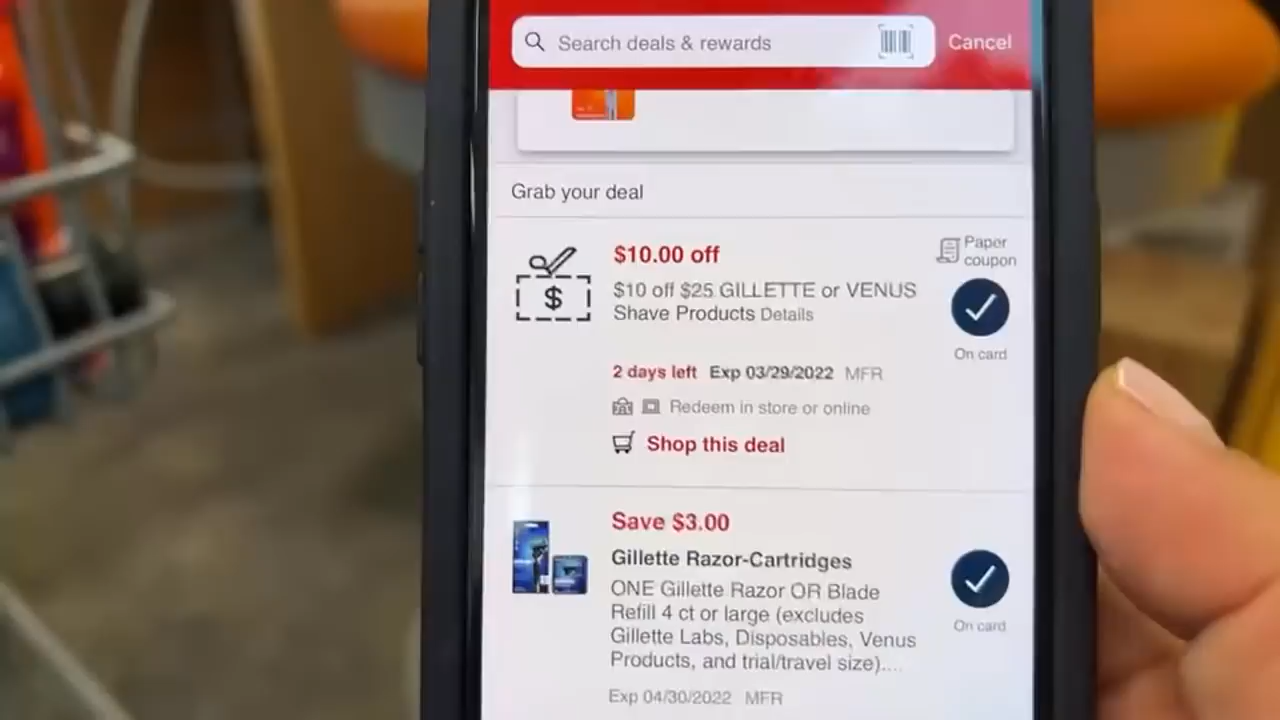 Search deals & rewards
Cancel
Grab your deal
$10.00 off
Paper
coupon
$
$10 off $25 GILLETTE or VENUS
Shave Products Details
On card
2 days left Exp 03/29/2022 MFR
Redeem in store or online
Shop this deal
Save $3.00
Gillette Razor-Cartridges
ONE Gillette Razor OR Blade
Refill 4 ct or large (excludes
Gillette Labs, Disposables, Venus
Products, and trial/travel size)....
On card
Exp 04/30/2022 MFR